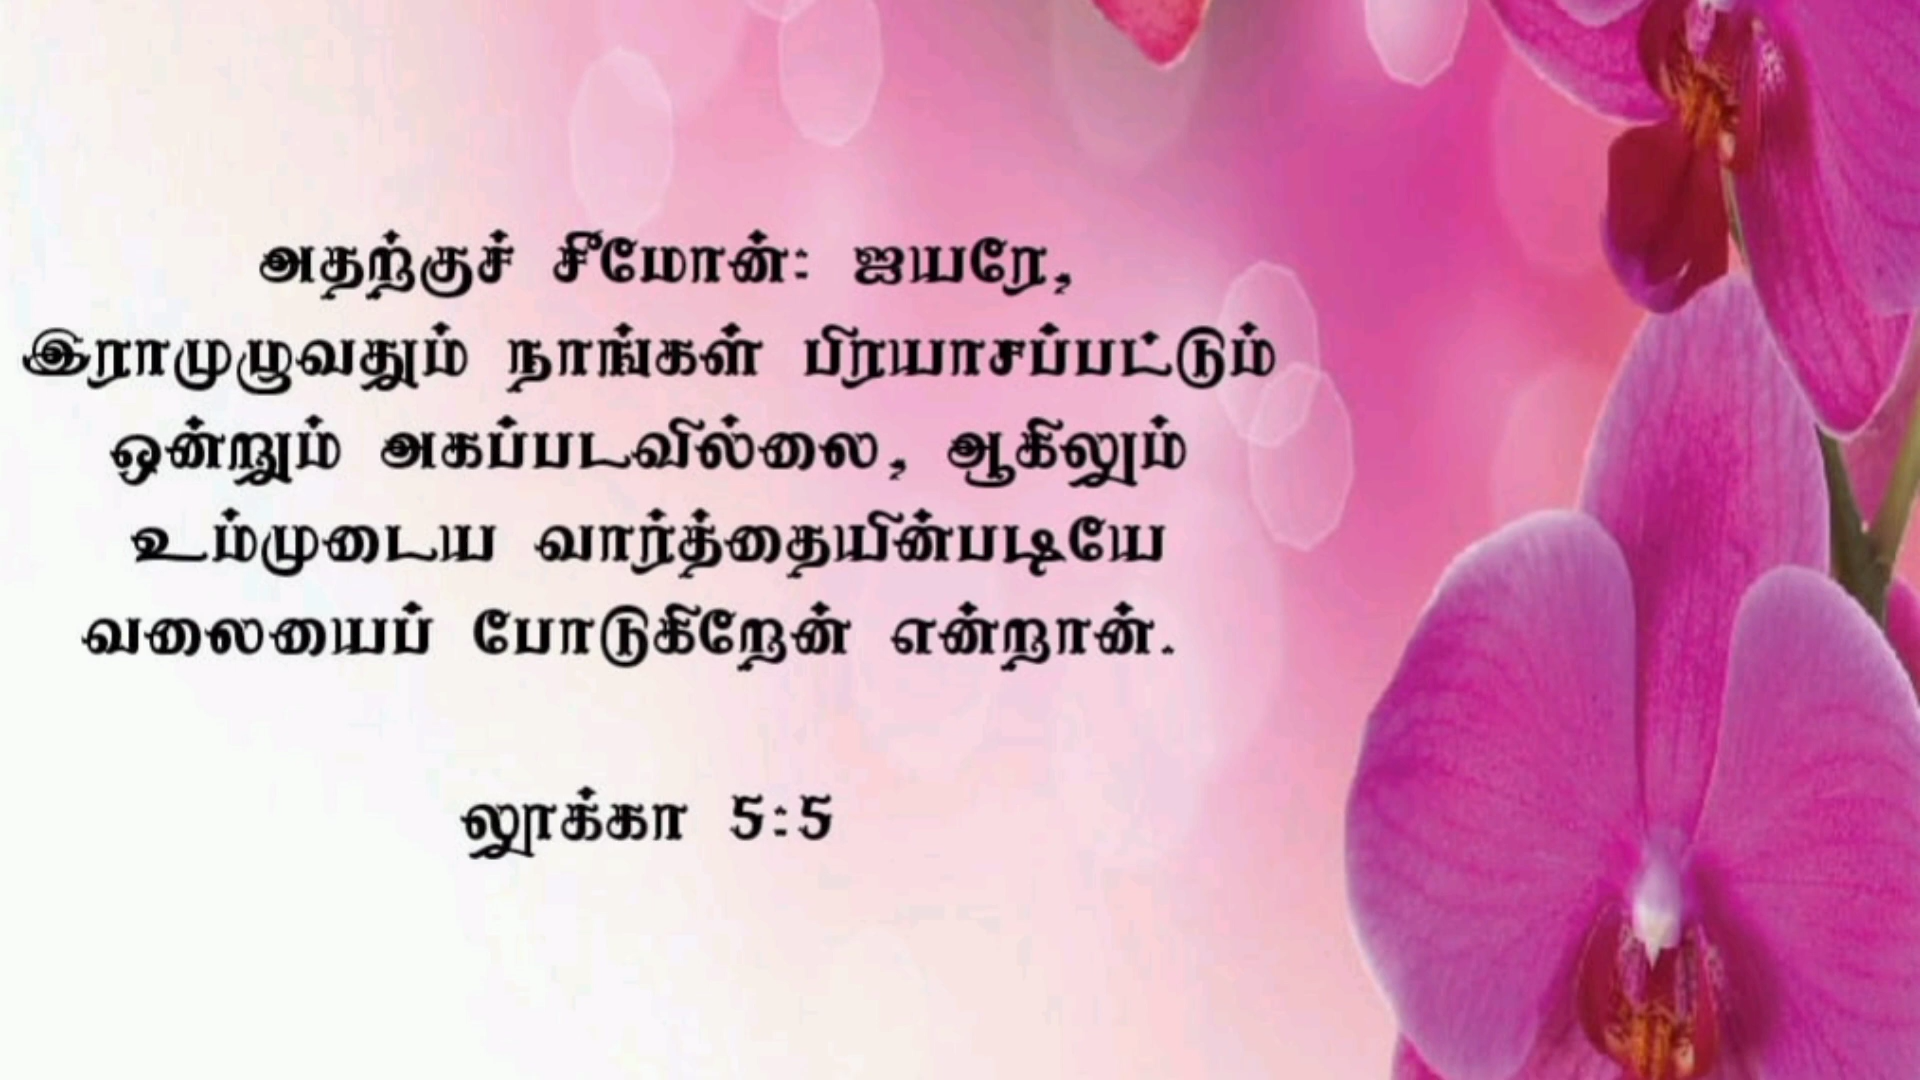 அதற்குச் சீமோன்: ஐயரே,
இராமுழுவதும் நாங்கள் பிரயாசப்பட்டும்
ஒன்றும் அகப்படவில்லை, ஆகிலும்
உம்முடைய வார்த்தையின்படியே
வலையைப் போடுகிறேன் என்றான்.
லூக்கா 5:5